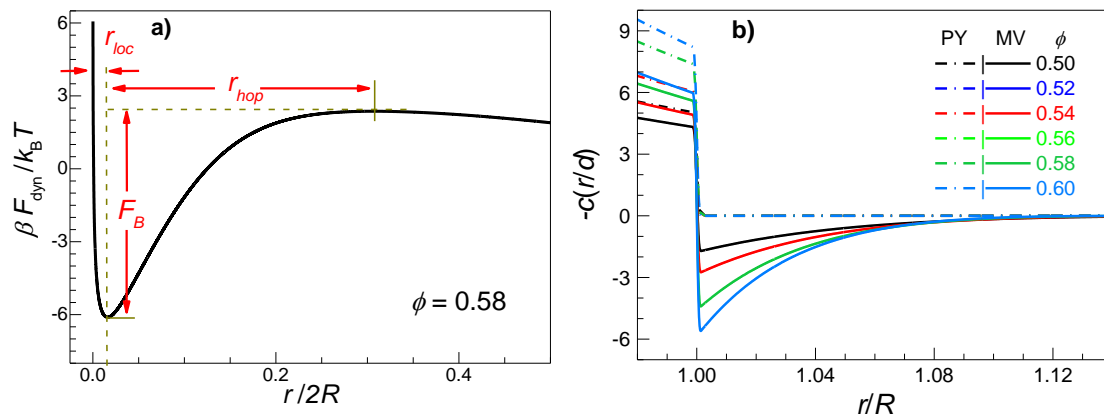 a)
6
3
0
-3
-6
β F_dyn /k_B T
r_loc
r_hop
F_B
ϕ = 0.58
0.0 0.2 0.4
r/2R
b)
9
6
3
0
-3
6
-c(r/d)
PY MV ϕ
0.50
0.52
0.54
0.56
0.58
0.60
1.00 1.04 1.08 1.12
r/R